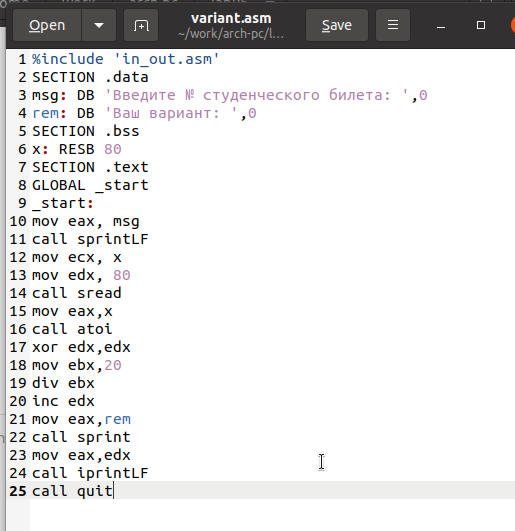 Open
variant.asm
~/work/arch-pc/l...
Save
1 %include 'in_out.asm'
2 SECTION .data
3 msg: DB 'Введите № студенческого билета: ',0
4 rem: DB 'Ваш вариант: ',0
5 SECTION .bss
6 x: RESB 80
7 SECTION .text
8 GLOBAL _start
9 _start:
10 mov eax, msg
11 call sprintLF
12 mov ecx, x
13 mov edx, 80
14 call sread
15 mov eax,x
16 call atoi
17 xor edx,edx
18 mov ebx,20
19 div ebx
20 inc edx
21 mov eax,rem
22 call sprint
23 mov eax,edx
24 call iprintLF
25 call quit